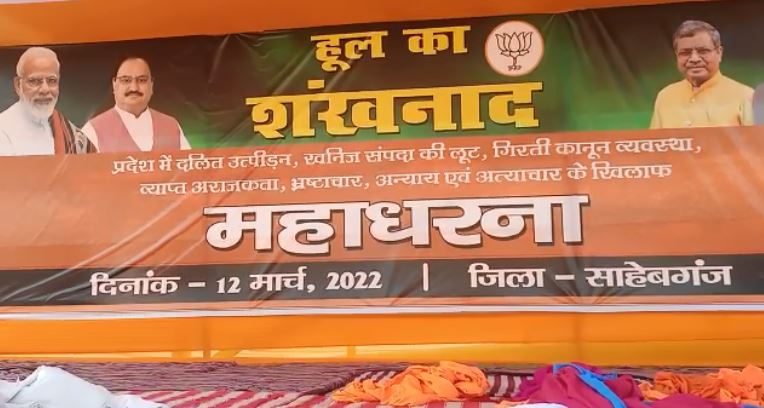 हूल का
शंखनाद
प्रदेश में दलित उत्पीड़न, खनिज संपदा की लूट, गिरती कानून व्यवस्था,
व्याप्त अराजकता, भ्रष्टाचार, अन्याय एवं अत्याचार के खिलाफ
महाधरना
दिनांक – 12 मार्च, 2022 | जिला – साहेबगंज